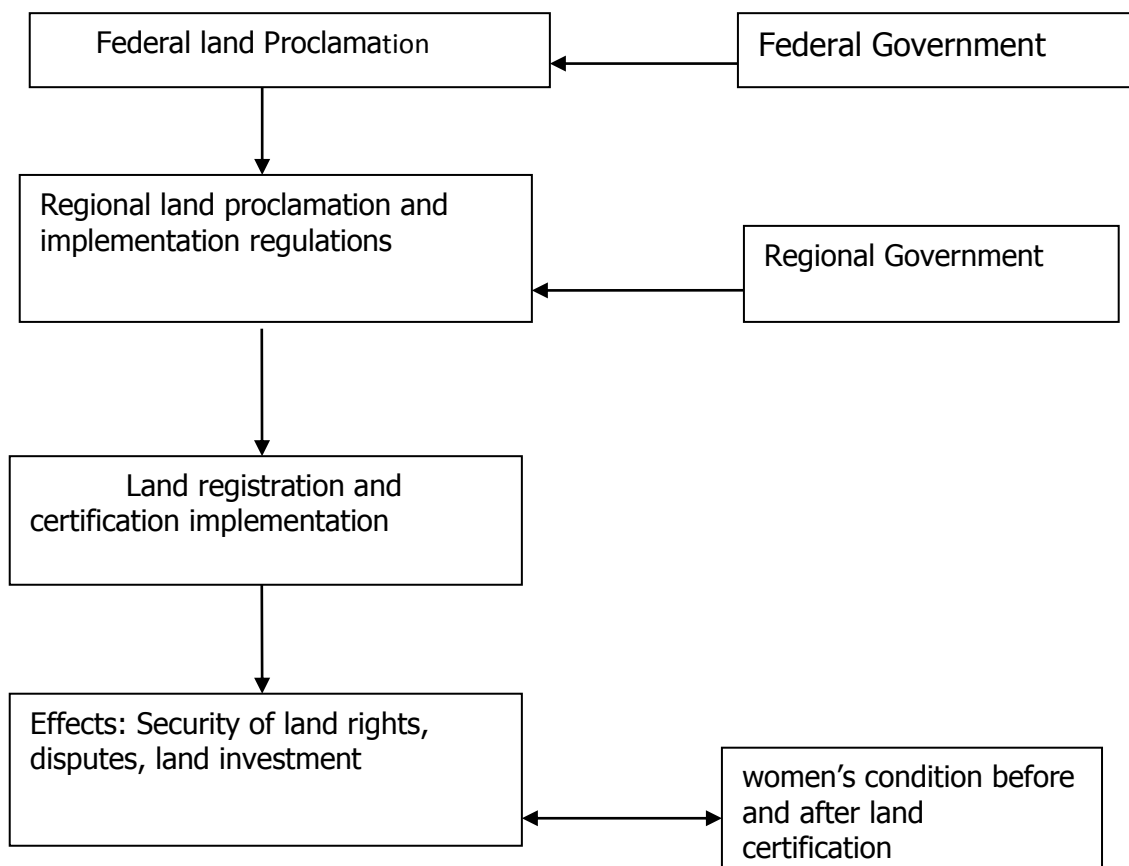 Federal land Proclamation
Federal Government
Regional land proclamation and
implementation regulations
Regional Government
Land registration and
certification implementation
Effects: Security of land rights,
disputes, land investment
women’s condition before
and after land
certification